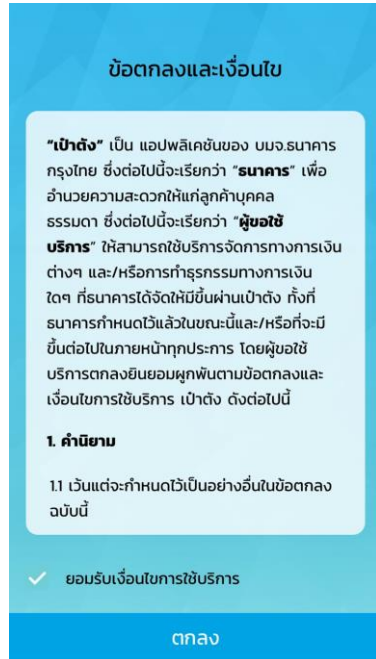 ข้อตกลงและเงื่อนไข
“เป๋าตัง” เป็น แอปพลิเคชันของ บมจ.ธนาคาร
กรุงไทย ซึ่งต่อไปนี้จะเรียกว่า “ธนาคาร” เพื่อ
อำนวยความสะดวกให้แก่ลูกค้าบุคคล
ธรรมดา ซึ่งต่อไปนี้จะเรียกว่า “ผู้ขอใช้
บริการ” ให้สามารถใช้บริการจัดการทางการเงิน
ต่างๆ และ/หรือการทำธุรกรรมทางการเงิน
ใดๆ ที่ธนาคารได้จัดให้มีขึ้นผ่านเป๋าตัง ทั้งที่
ธนาคารกำหนดไว้แล้วในขณะนี้และ/หรือที่จะมี
ขึ้นต่อไปในภายหน้าทุกประการ โดยผู้ขอใช้
บริการตกลงยินยอมผูกพันตามข้อตกลงและ
เงื่อนไขการใช้บริการ เป๋าตัง ดังต่อไปนี้
1. คำนิยาม
1.1 เว้นแต่จะกำหนดไว้เป็นอย่างอื่นในข้อตกลง
ฉบับนี้
ยอมรับเงื่อนไขการใช้บริการ
ตกลง